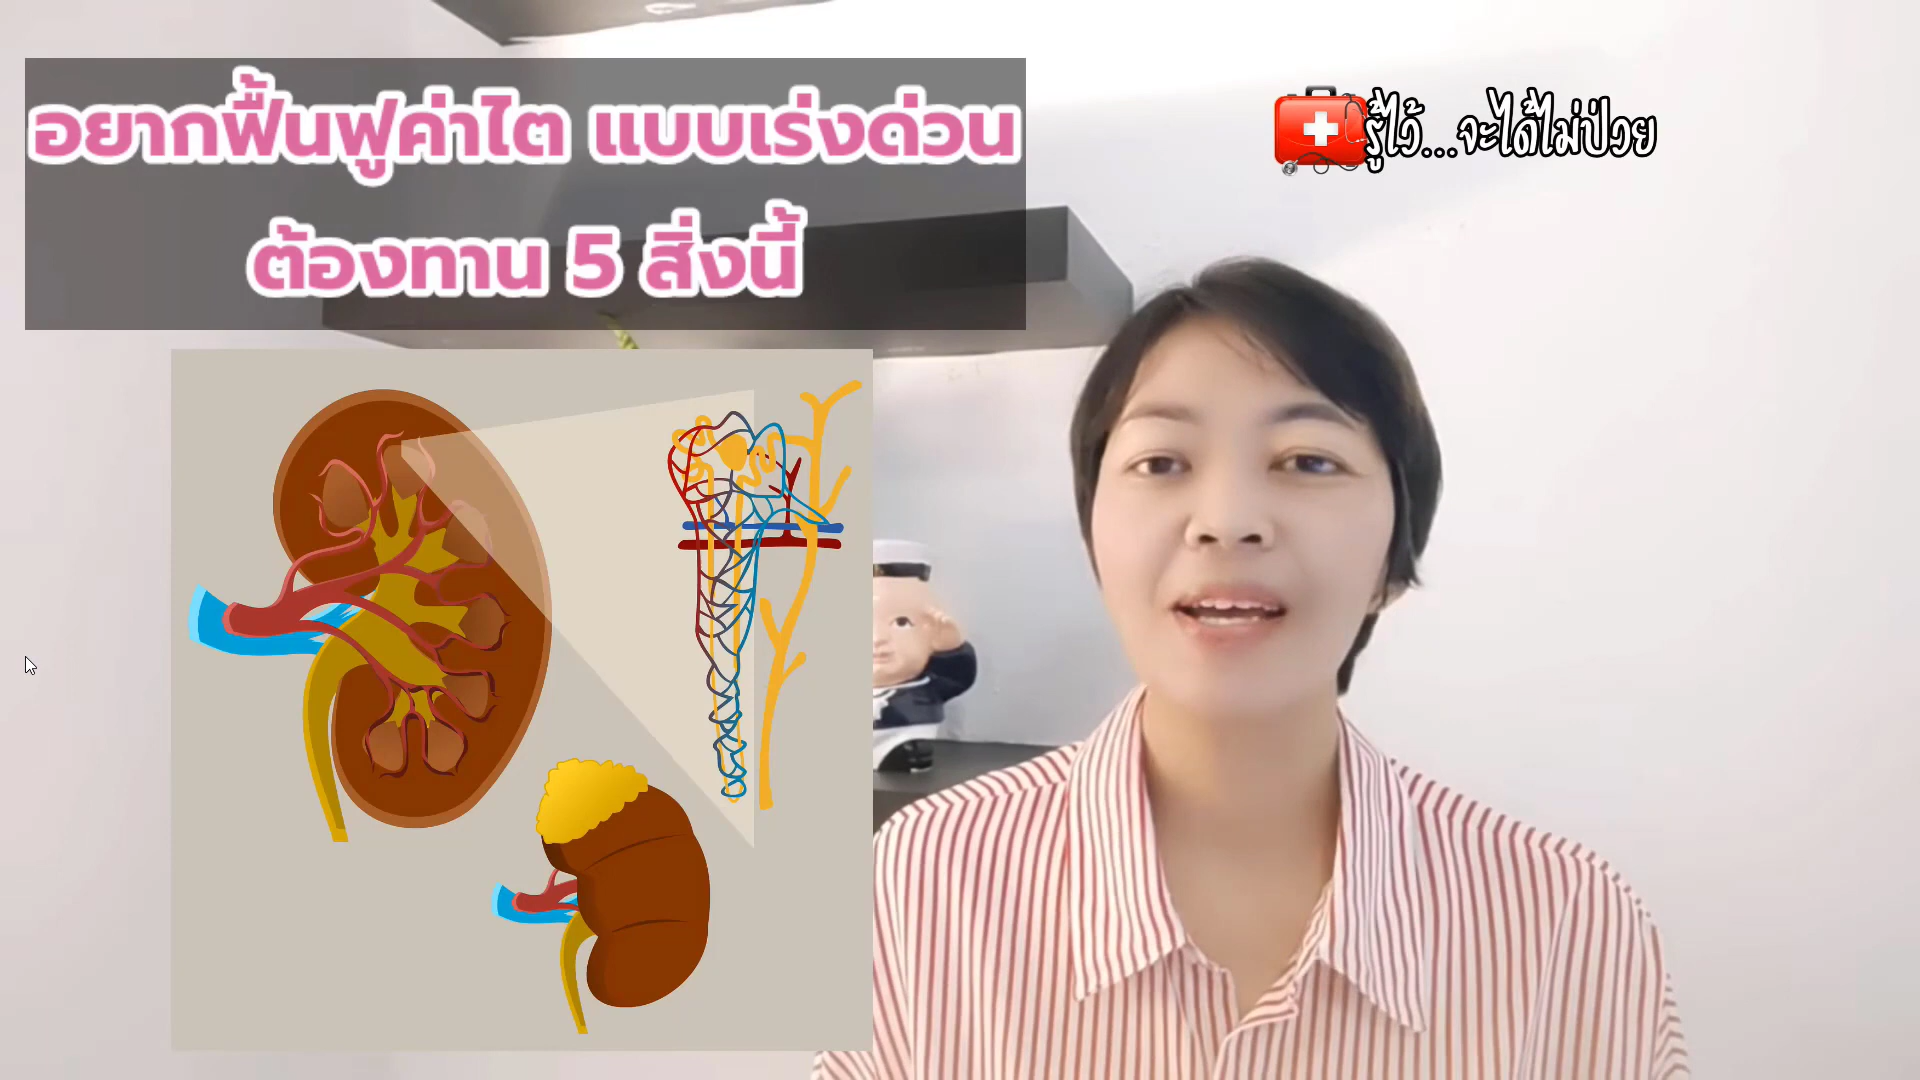 อยากฟื้นฟูค่าไต แบบเร่งด่วน
ต้องทาน 5 สิ่งนี้
รู้ไว้...จะได้ไม่ป่วย